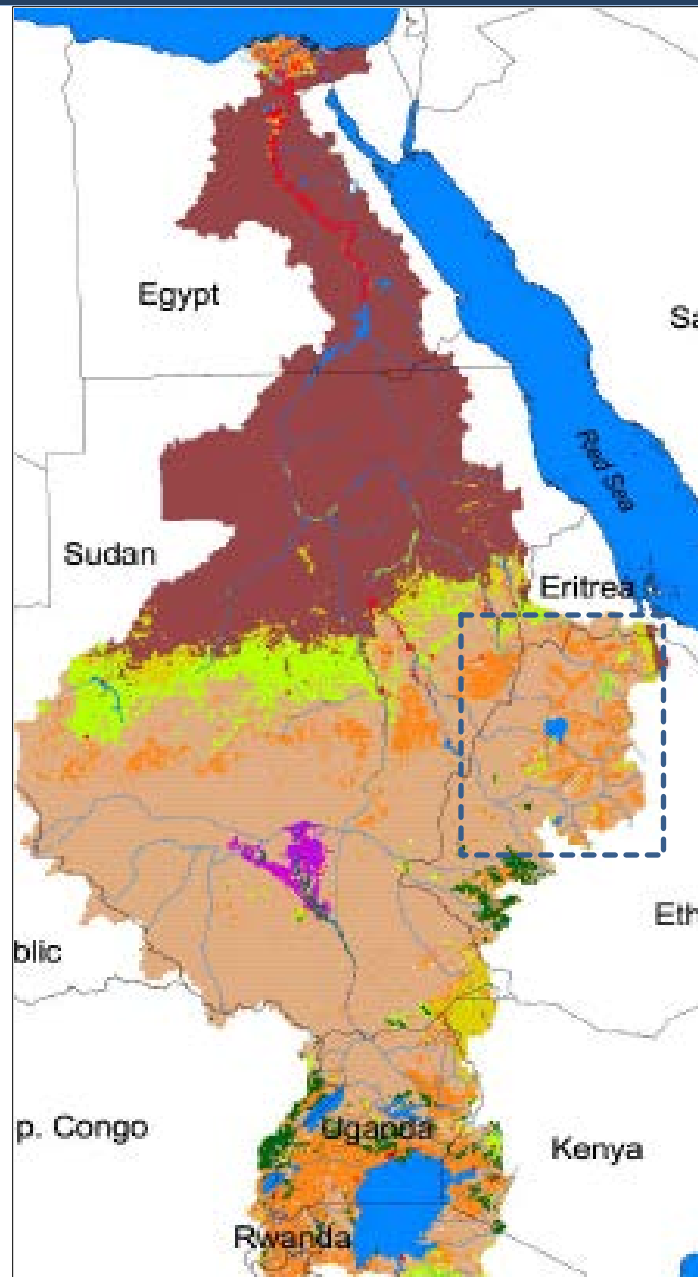 Egypt
Sa
Red Sea
Sudan
Eritrea
Eth
blic
p. Congo
Uganda
Kenya
Rwanda